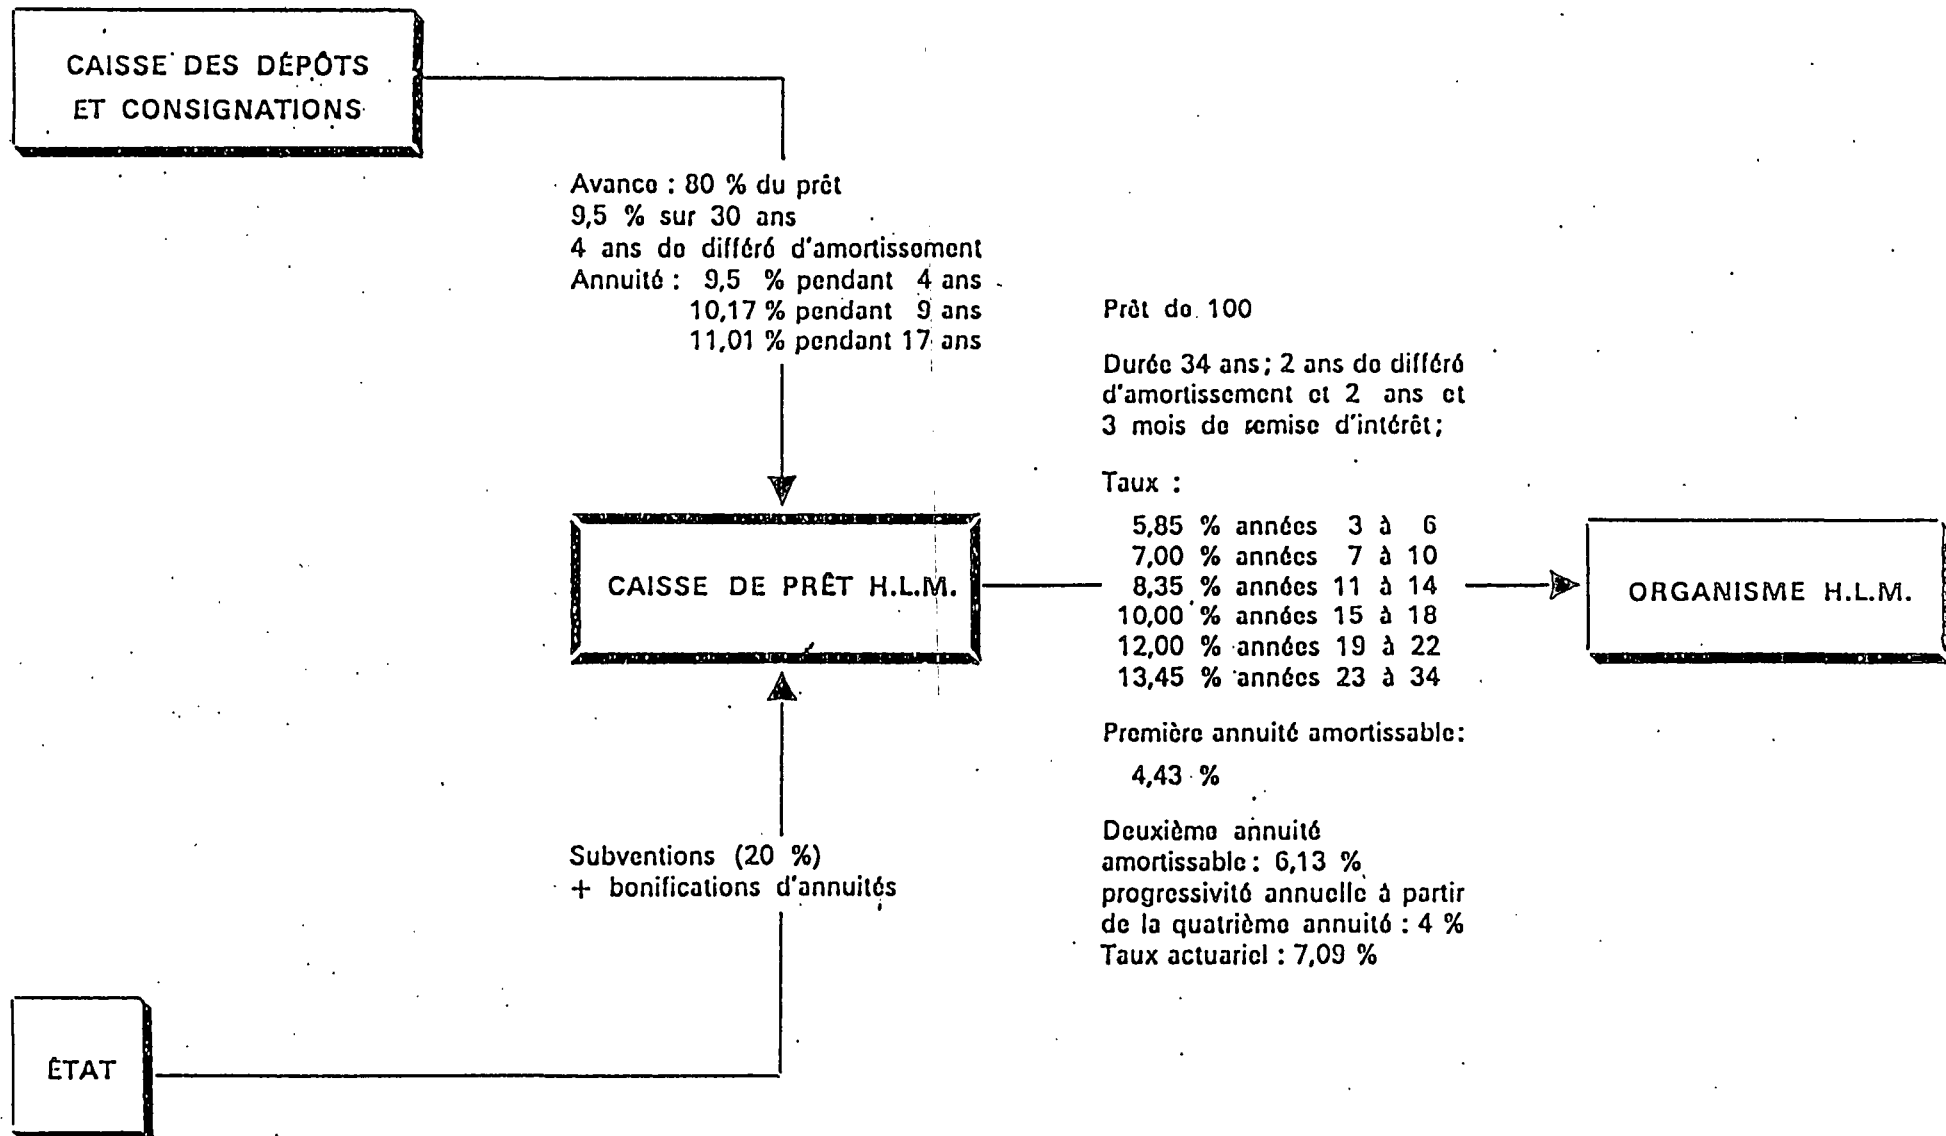 CAISSE DES DÉPÔTS
ET CONSIGNATIONS
Avance : 80 % du prêt
9,5 % sur 30 ans
4 ans de différé d'amortissement
Annuité : 9,5 % pendant 4 ans
10,17 % pendant 9 ans
11,01 % pendant 17 ans
CAISSE DE PRÊT H.L.M.
Subventions (20 %)
+ bonifications d'annuités
ÉTAT
Prêt de 100
Durée 34 ans ; 2 ans de différé
d'amortissement et 2 ans et
3 mois de remise d'intérêt ;
Taux :
5,85 % années 3 à 6
7,00 % années 7 à 10
8,35 % années 11 à 14
10,00 % années 15 à 18
12,00 % années 19 à 22
13,45 % années 23 à 34
Première annuité amortissable :
4,43 %
Deuxième annuité
amortissable : 6,13 %
progressivité annuelle à partir
de la quatrième annuité : 4 %
Taux actuariel : 7,09 %
ORGANISME H.L.M.